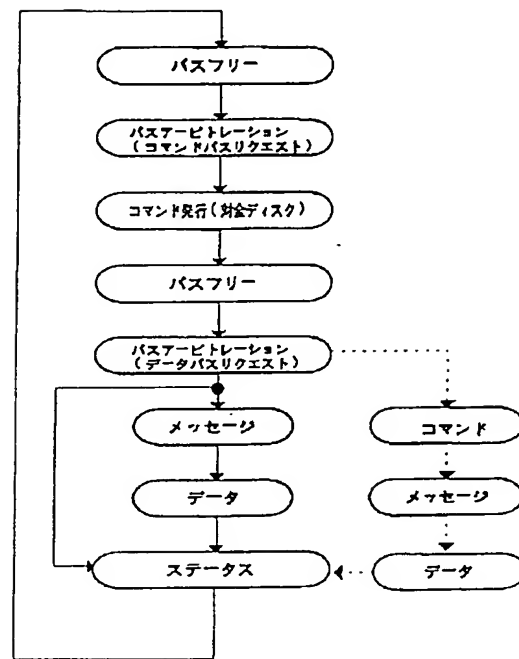 バスフリー
バスアービトレーション
(コマンドバスリクエスト)
コマンド発行(対全ディスク)
バスフリー
バスアービトレーション
(データバスリクエスト)
メッセージ
コマンド
データ
メッセージ
ステータス
データ